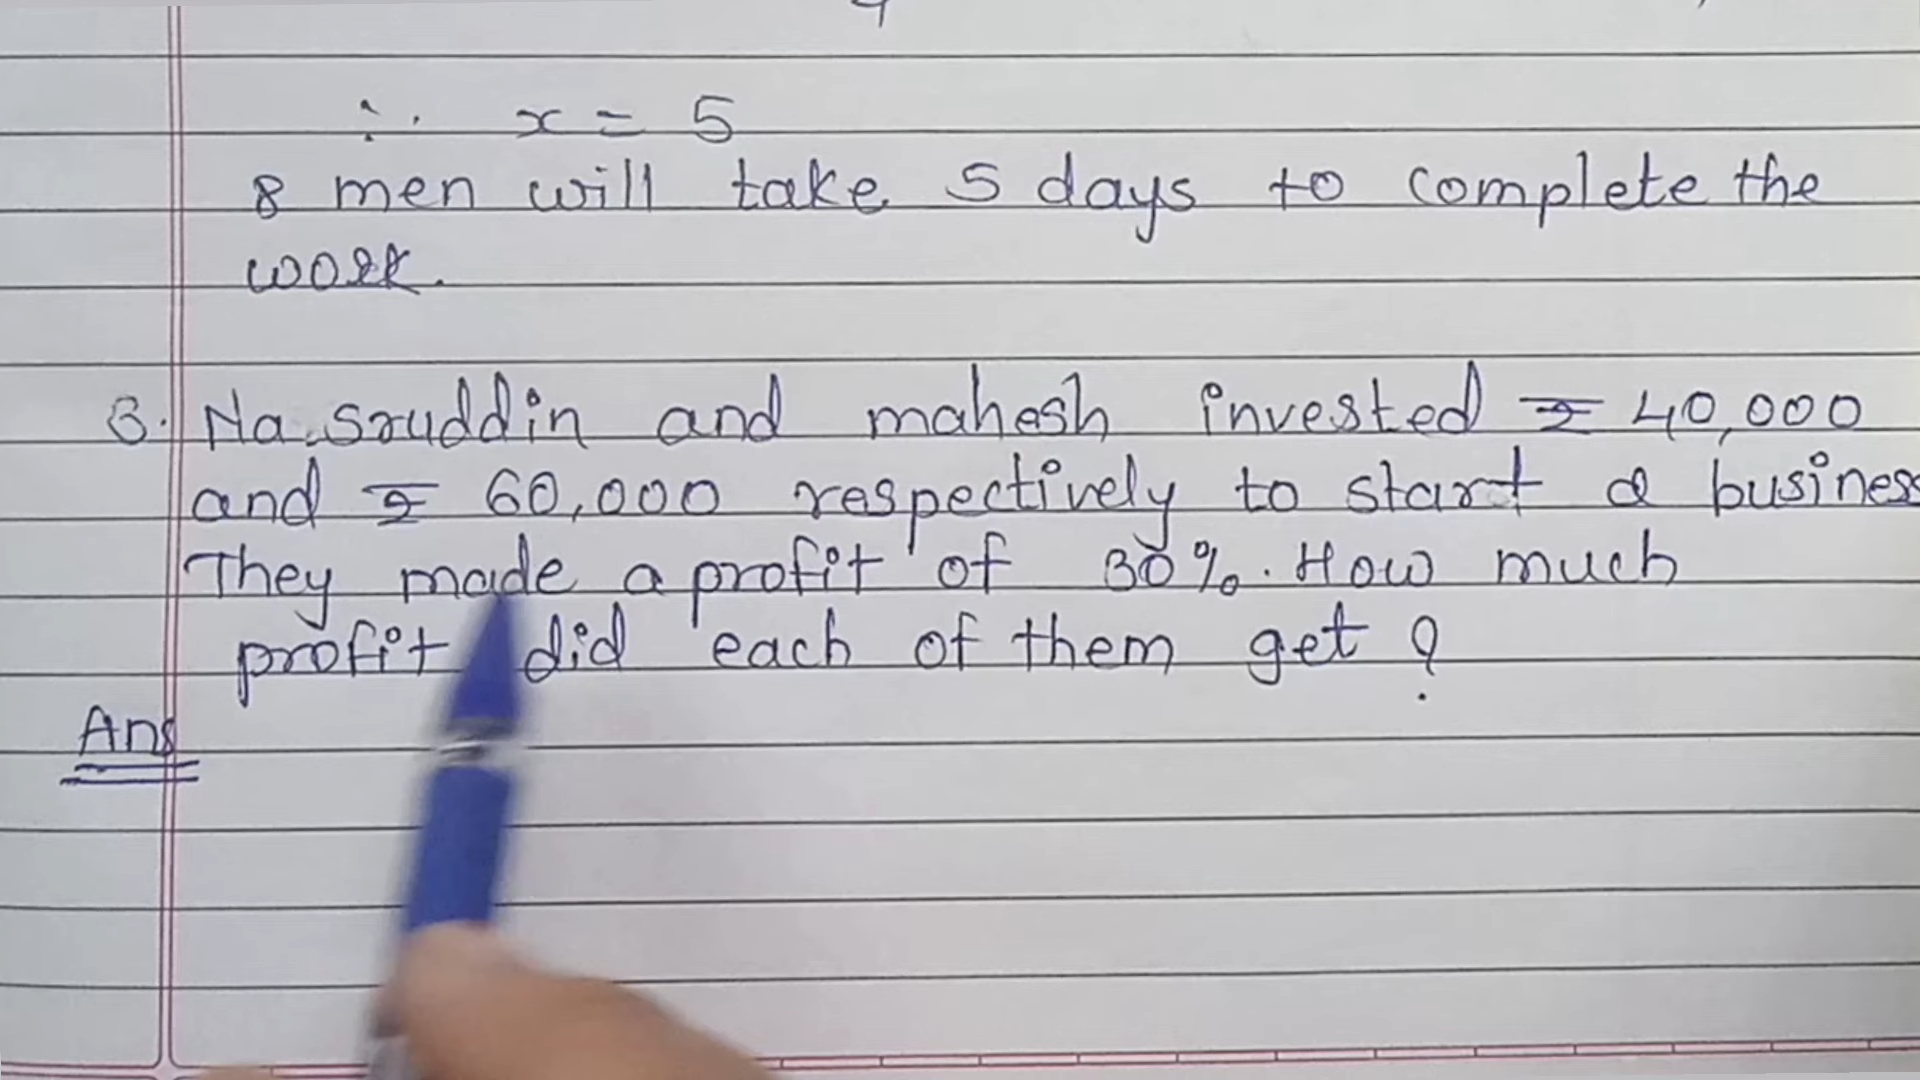 ∴ x = 5
8 men will take 5 days to complete the
work.
3. Nasruddin and mahesh invested ₹ 40,000
and ₹ 60,000 respectively to start a business
They made a profit of 30%. How much
profit did each of them get ?
Ans